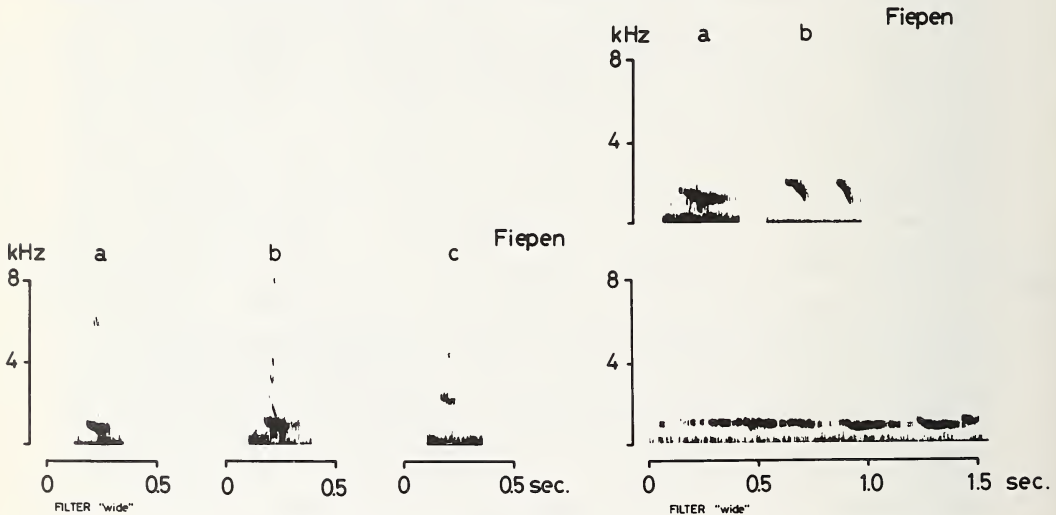 Fiepen
kHz a b c
8
4
0 0.5 0 0.5 0 0.5 sec.
FILTER "wide"
Fiepen
kHz a b
8
4
8
4
0 0.5 1.0 1.5 sec.
FILTER "wide"